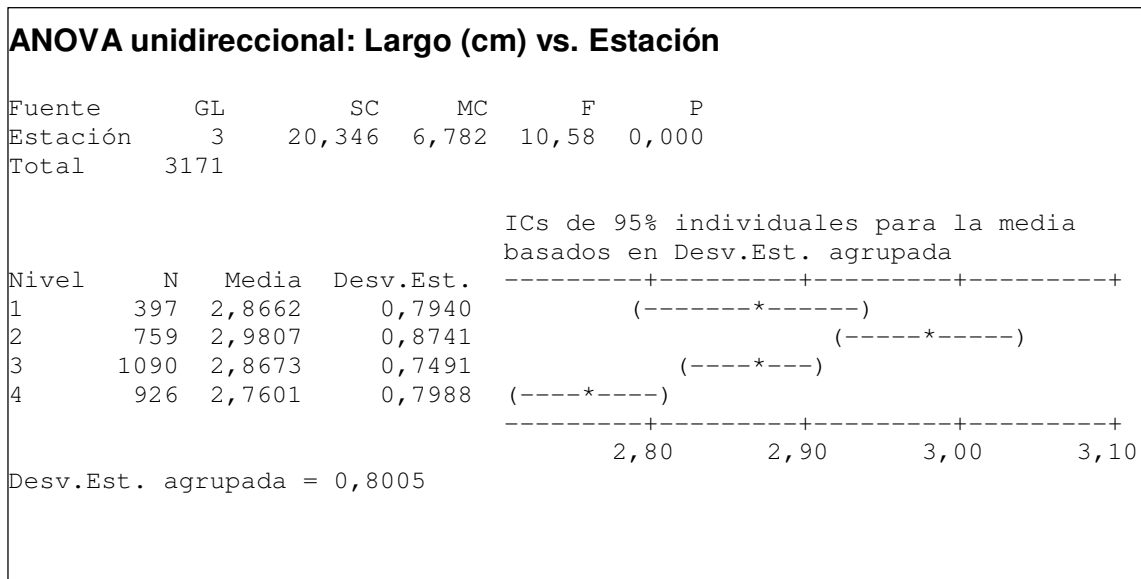 ANOVA unidireccional: Largo (cm) vs. Estación
Fuente GL SC MC F P
Estación 3 20,346 6,782 10,58 0,000
Total 3171
ICs de 95% individuales para la media
basados en Desv.Est. agrupada
Nivel N Media Desv.Est. ---------+---------+---------+---------+
1 397 2,8662 0,7940 (-------*------)
2 759 2,9807 0,8741 (-----*-----)
3 1090 2,8673 0,7491 (----*---)
4 926 2,7601 0,7988 (----*----)
---------+---------+---------+---------+
2,80 2,90 3,00 3,10
Desv.Est. agrupada = 0,8005